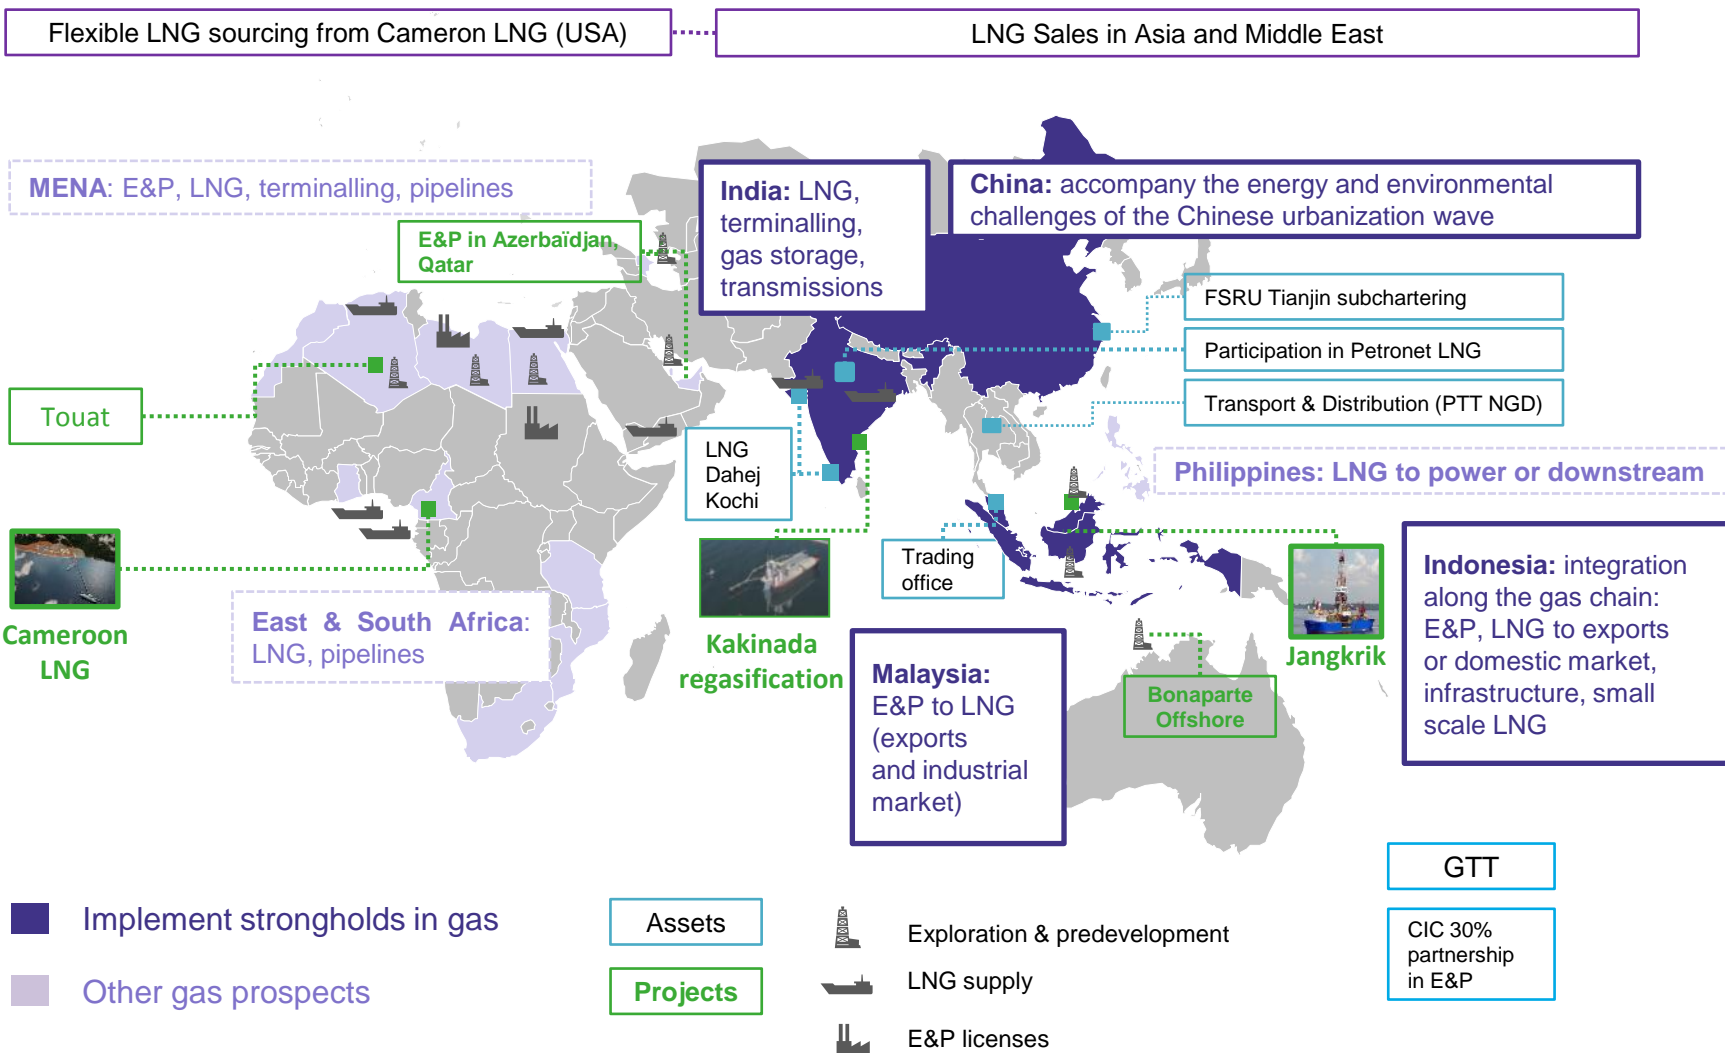 Flexible LNG sourcing from Cameron LNG (USA)
LNG Sales in Asia and Middle East
MENA: E&P, LNG, terminalling, pipelines
India: LNG,
terminalling,
gas storage,
transmissions
China: accompany the energy and environmental
challenges of the Chinese urbanization wave
E&P in Azerbaïdjan,
Qatar
FSRU Tianjin subchartering
Participation in Petronet LNG
Transport & Distribution (PTT NGD)
Touat
LNG
Dahej
Kochi
Philippines: LNG to power or downstream
Trading
office
Cameroon
LNG
East & South Africa:
LNG, pipelines
Kakinada
regasification
Malaysia:
E&P to LNG
(exports
and industrial
market)
Bonaparte
Offshore
Jangkrik
Indonesia: integration
along the gas chain:
E&P, LNG to exports
or domestic market,
infrastructure, small
scale LNG
GTT
CIC 30%
partnership
in E&P
Implement strongholds in gas
Other gas prospects
Assets
Projects
Exploration & predevelopment
LNG supply
E&P licenses